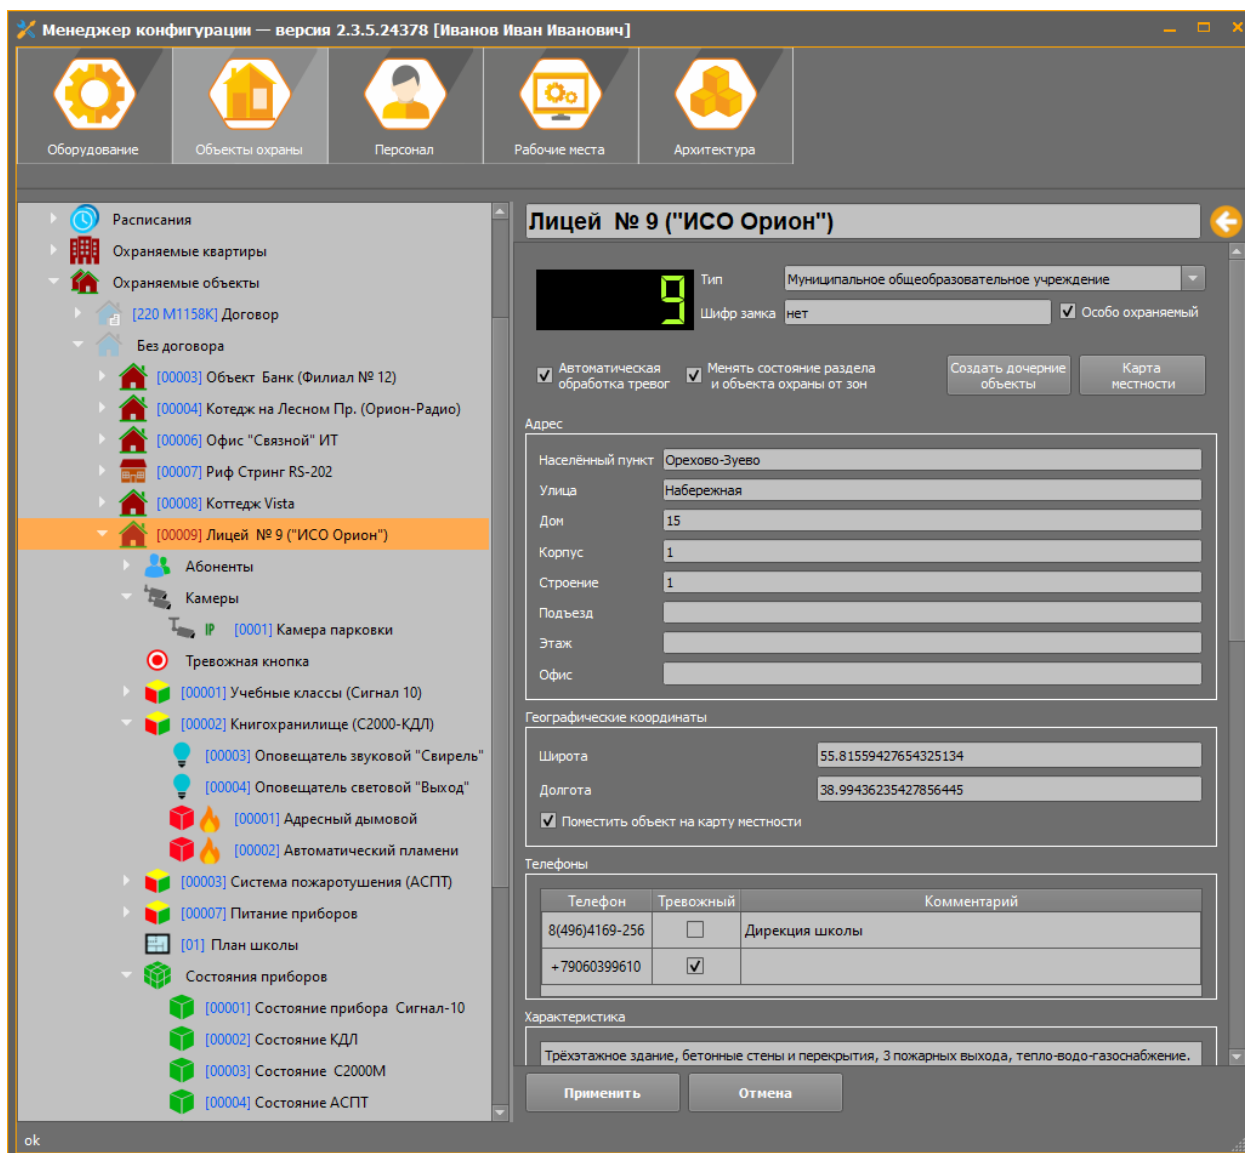 Менеджер конфигурации — версия 2.3.5.24378 [Иванов Иван Иванович]
Оборудование
Объекты охраны
Персонал
Рабочие места
Архитектура
Расписания
Охраняемые квартиры
Охраняемые объекты
[220 М1158К] Договор
Без договора
[00003] Объект Банк (Филиал № 12)
[00004] Котедж на Лесном Пр. (Орион-Радио)
[00006] Офис "Связной" ИТ
[00007] Риф Стринг RS-202
[00008] Коттедж Vista
[00009] Лицей № 9 ("ИСО Орион")
Абоненты
Камеры
IP [0001] Камера парковки
Тревожная кнопка
[00001] Учебные классы (Сигнал 10)
[00002] Книгохранилище (С2000-КДЛ)
[00003] Оповещатель звуковой "Свирель"
[00004] Оповещатель световой "Выход"
[00001] Адресный дымовой
[00002] Автоматический пламени
[00003] Система пожаротушения (АСПТ)
[00007] Питание приборов
[01] План школы
Состояния приборов
[00001] Состояние прибора Сигнал-10
[00002] Состояние КДЛ
[00003] Состояние С2000М
[00004] Состояние АСПТ
ok
Лицей № 9 ("ИСО Орион")
9
Тип Муниципальное общеобразовательное учреждение
Шифр замка нет Особо охраняемый
Автоматическая
обработка тревог
Менять состояние раздела
и объекта охраны от зон
Создать дочерние
объекты
Карта
местности
Адрес
Населённый пункт Орехово-Зуево
Улица Набережная
Дом 15
Корпус 1
Строение 1
Подъезд
Этаж
Офис
Географические координаты
Широта 55.81559427654325134
Долгота 38.99436235427856445
Поместить объект на карту местности
Телефоны
Телефон Тревожный Комментарий
8(496)4169-256 Дирекция школы
+79060399610
Характеристика
Трёхэтажное здание, бетонные стены и перекрытия, 3 пожарных выхода, тепло-водо-газоснабжение.
Применить Отмена